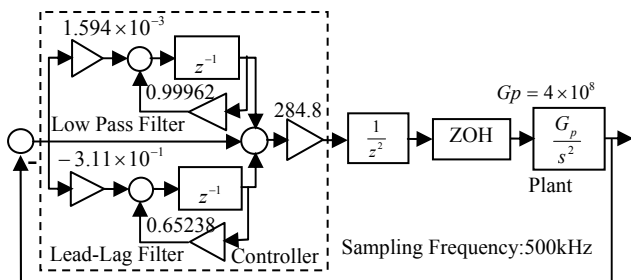 1.594 × 10⁻³
z⁻¹
0.99962
Low Pass Filter
284.8
-
− 3.11 × 10⁻¹
z⁻¹
0.65238
Lead-Lag Filter
Controller
1
z²
ZOH
Gp = 4 × 10⁸
Gₚ
s²
Plant
Sampling Frequency:500kHz